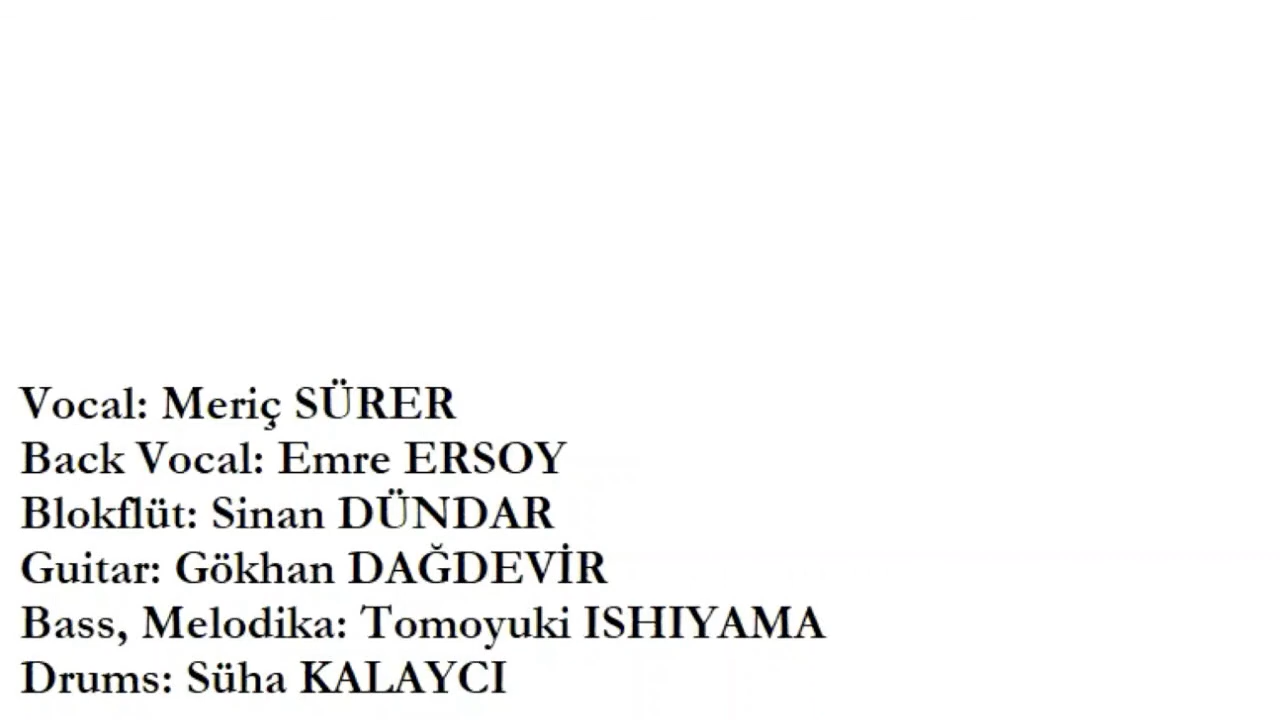 Vocal: Meriç SÜRER
Back Vocal: Emre ERSOY
Blokflüt: Sinan DÜNDAR
Guitar: Gökhan DAĞDEVİR
Bass, Melodika: Tomoyuki ISHIYAMA
Drums: Süha KALAYCI